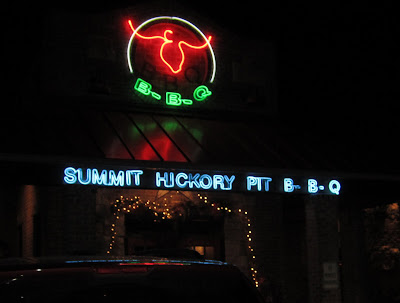 B-B-Q
SUMMIT HICKORY PIT B-B-Q